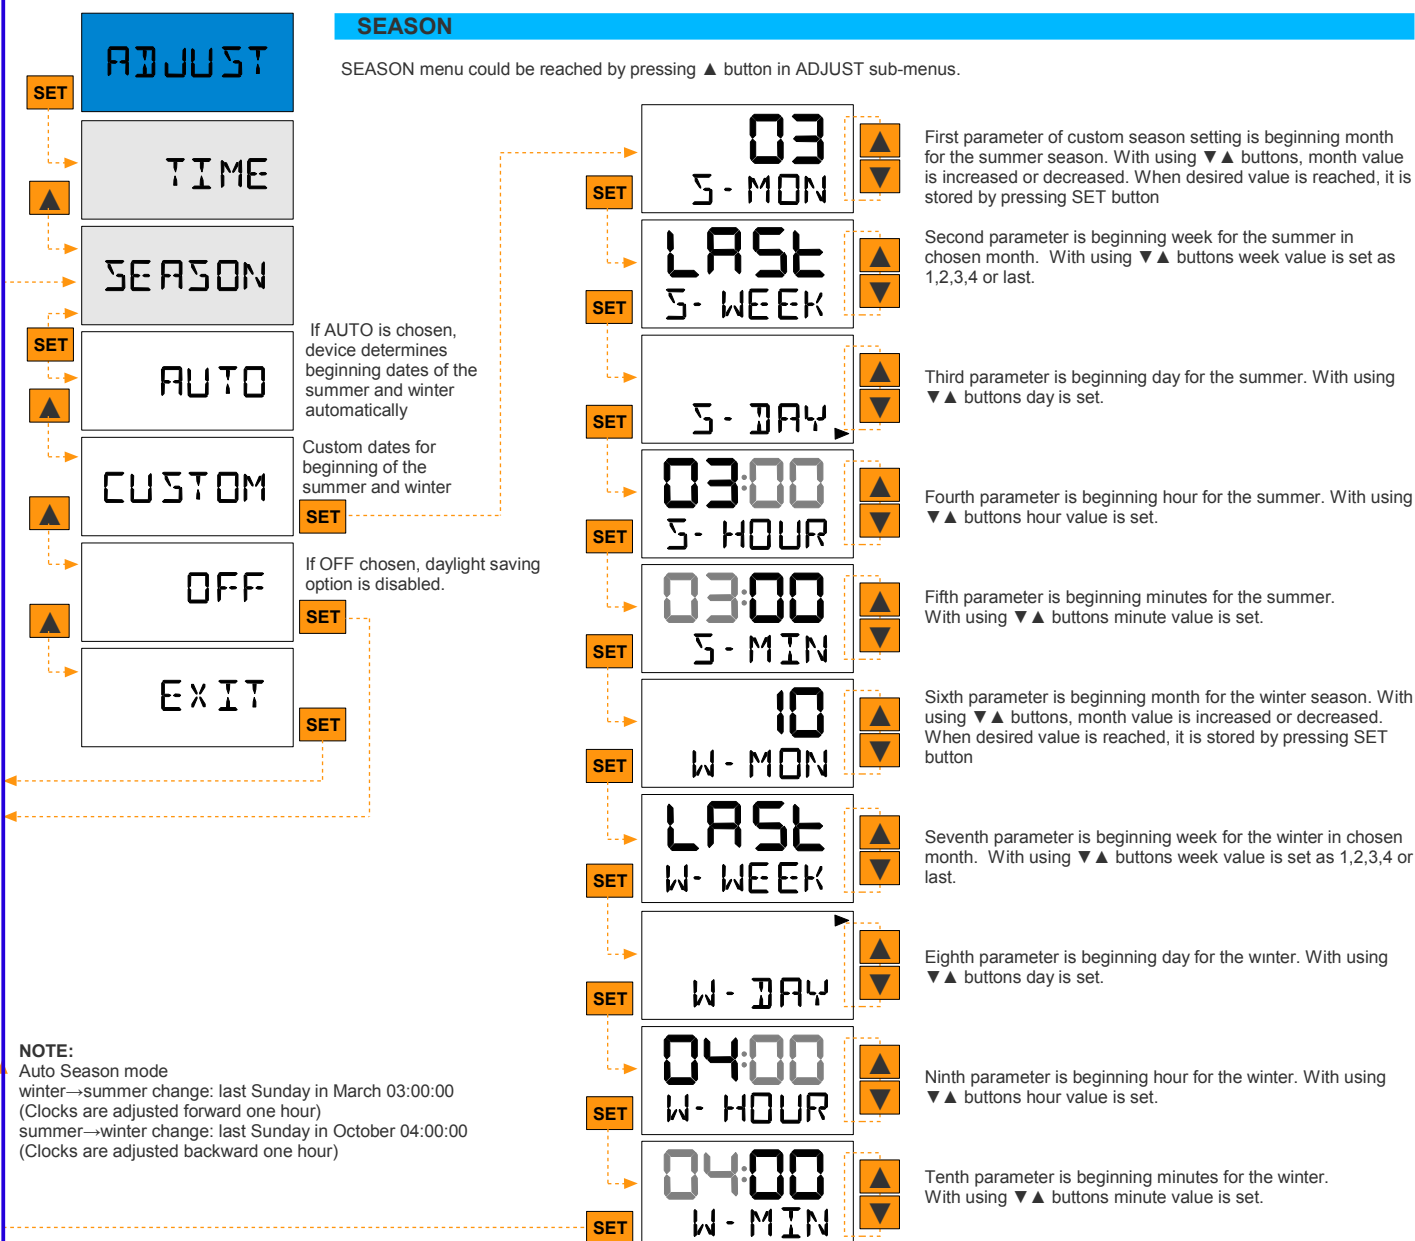 SEASON
SEASON menu could be reached by pressing ▲ button in ADJUST sub-menus.
ADJUST
SET
TIME
▲
SEASON
SET
AUTO
If AUTO is chosen,
device determines
beginning dates of the
summer and winter
automatically
▲
CUSTOM
Custom dates for
beginning of the
summer and winter
SET
▲
OFF
If OFF chosen, daylight saving
option is disabled.
SET
▲
EXIT
SET
03
S-MON
▲
▼
First parameter of custom season setting is beginning month
for the summer season. With using ▼▲ buttons, month value
is increased or decreased. When desired value is reached, it is
stored by pressing SET button
SET
LASt
S-WEEK
▲
▼
Second parameter is beginning week for the summer in
chosen month. With using ▼▲ buttons week value is set as
1,2,3,4 or last.
SET
S-DAY
▲
▼
Third parameter is beginning day for the summer. With using
▼▲ buttons day is set.
SET
03:00
S-HOUR
▲
▼
Fourth parameter is beginning hour for the summer. With using
▼▲ buttons hour value is set.
SET
03:00
S-MIN
▲
▼
Fifth parameter is beginning minutes for the summer.
With using ▼▲ buttons minute value is set.
SET
10
W-MON
▲
▼
Sixth parameter is beginning month for the winter season. With
using ▼▲ buttons, month value is increased or decreased.
When desired value is reached, it is stored by pressing SET
button
SET
LASt
W-WEEK
▲
▼
Seventh parameter is beginning week for the winter in chosen
month. With using ▼▲ buttons week value is set as 1,2,3,4 or
last.
SET
W-DAY
▲
▼
Eighth parameter is beginning day for the wınter. With using
▼▲ buttons day is set.
SET
04:00
W-HOUR
▲
▼
Ninth parameter is beginning hour for the winter. With using
▼▲ buttons hour value is set.
SET
04:00
W-MIN
▲
▼
Tenth parameter is beginning minutes for the winter.
With using ▼▲ buttons minute value is set.
SET
NOTE:
Auto Season mode
winter→summer change: last Sunday in March 03:00:00
(Clocks are adjusted forward one hour)
summer→winter change: last Sunday in October 04:00:00
(Clocks are adjusted backward one hour)